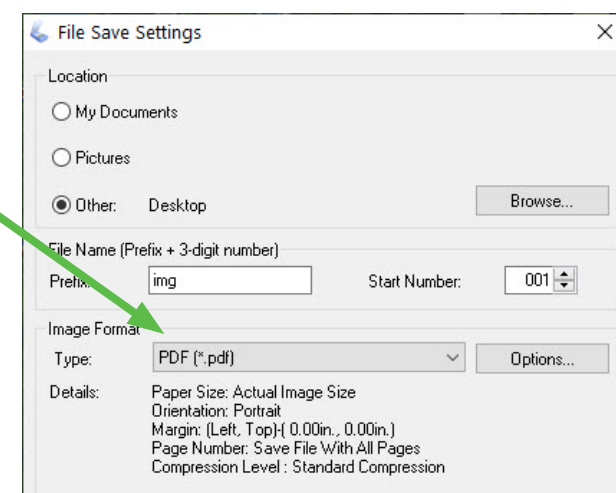 File Save Settings
Location
My Documents
Pictures
Other: Desktop Browse...
File Name (Prefix + 3-digit number)
Prefix: img Start Number: 001
Image Format
Type: PDF (*.pdf) Options...
Details: Paper Size: Actual Image Size
Orientation: Portrait
Margin: (Left, Top)-( 0.00in., 0.00in.)
Page Number: Save File With All Pages
Compression Level : Standard Compression